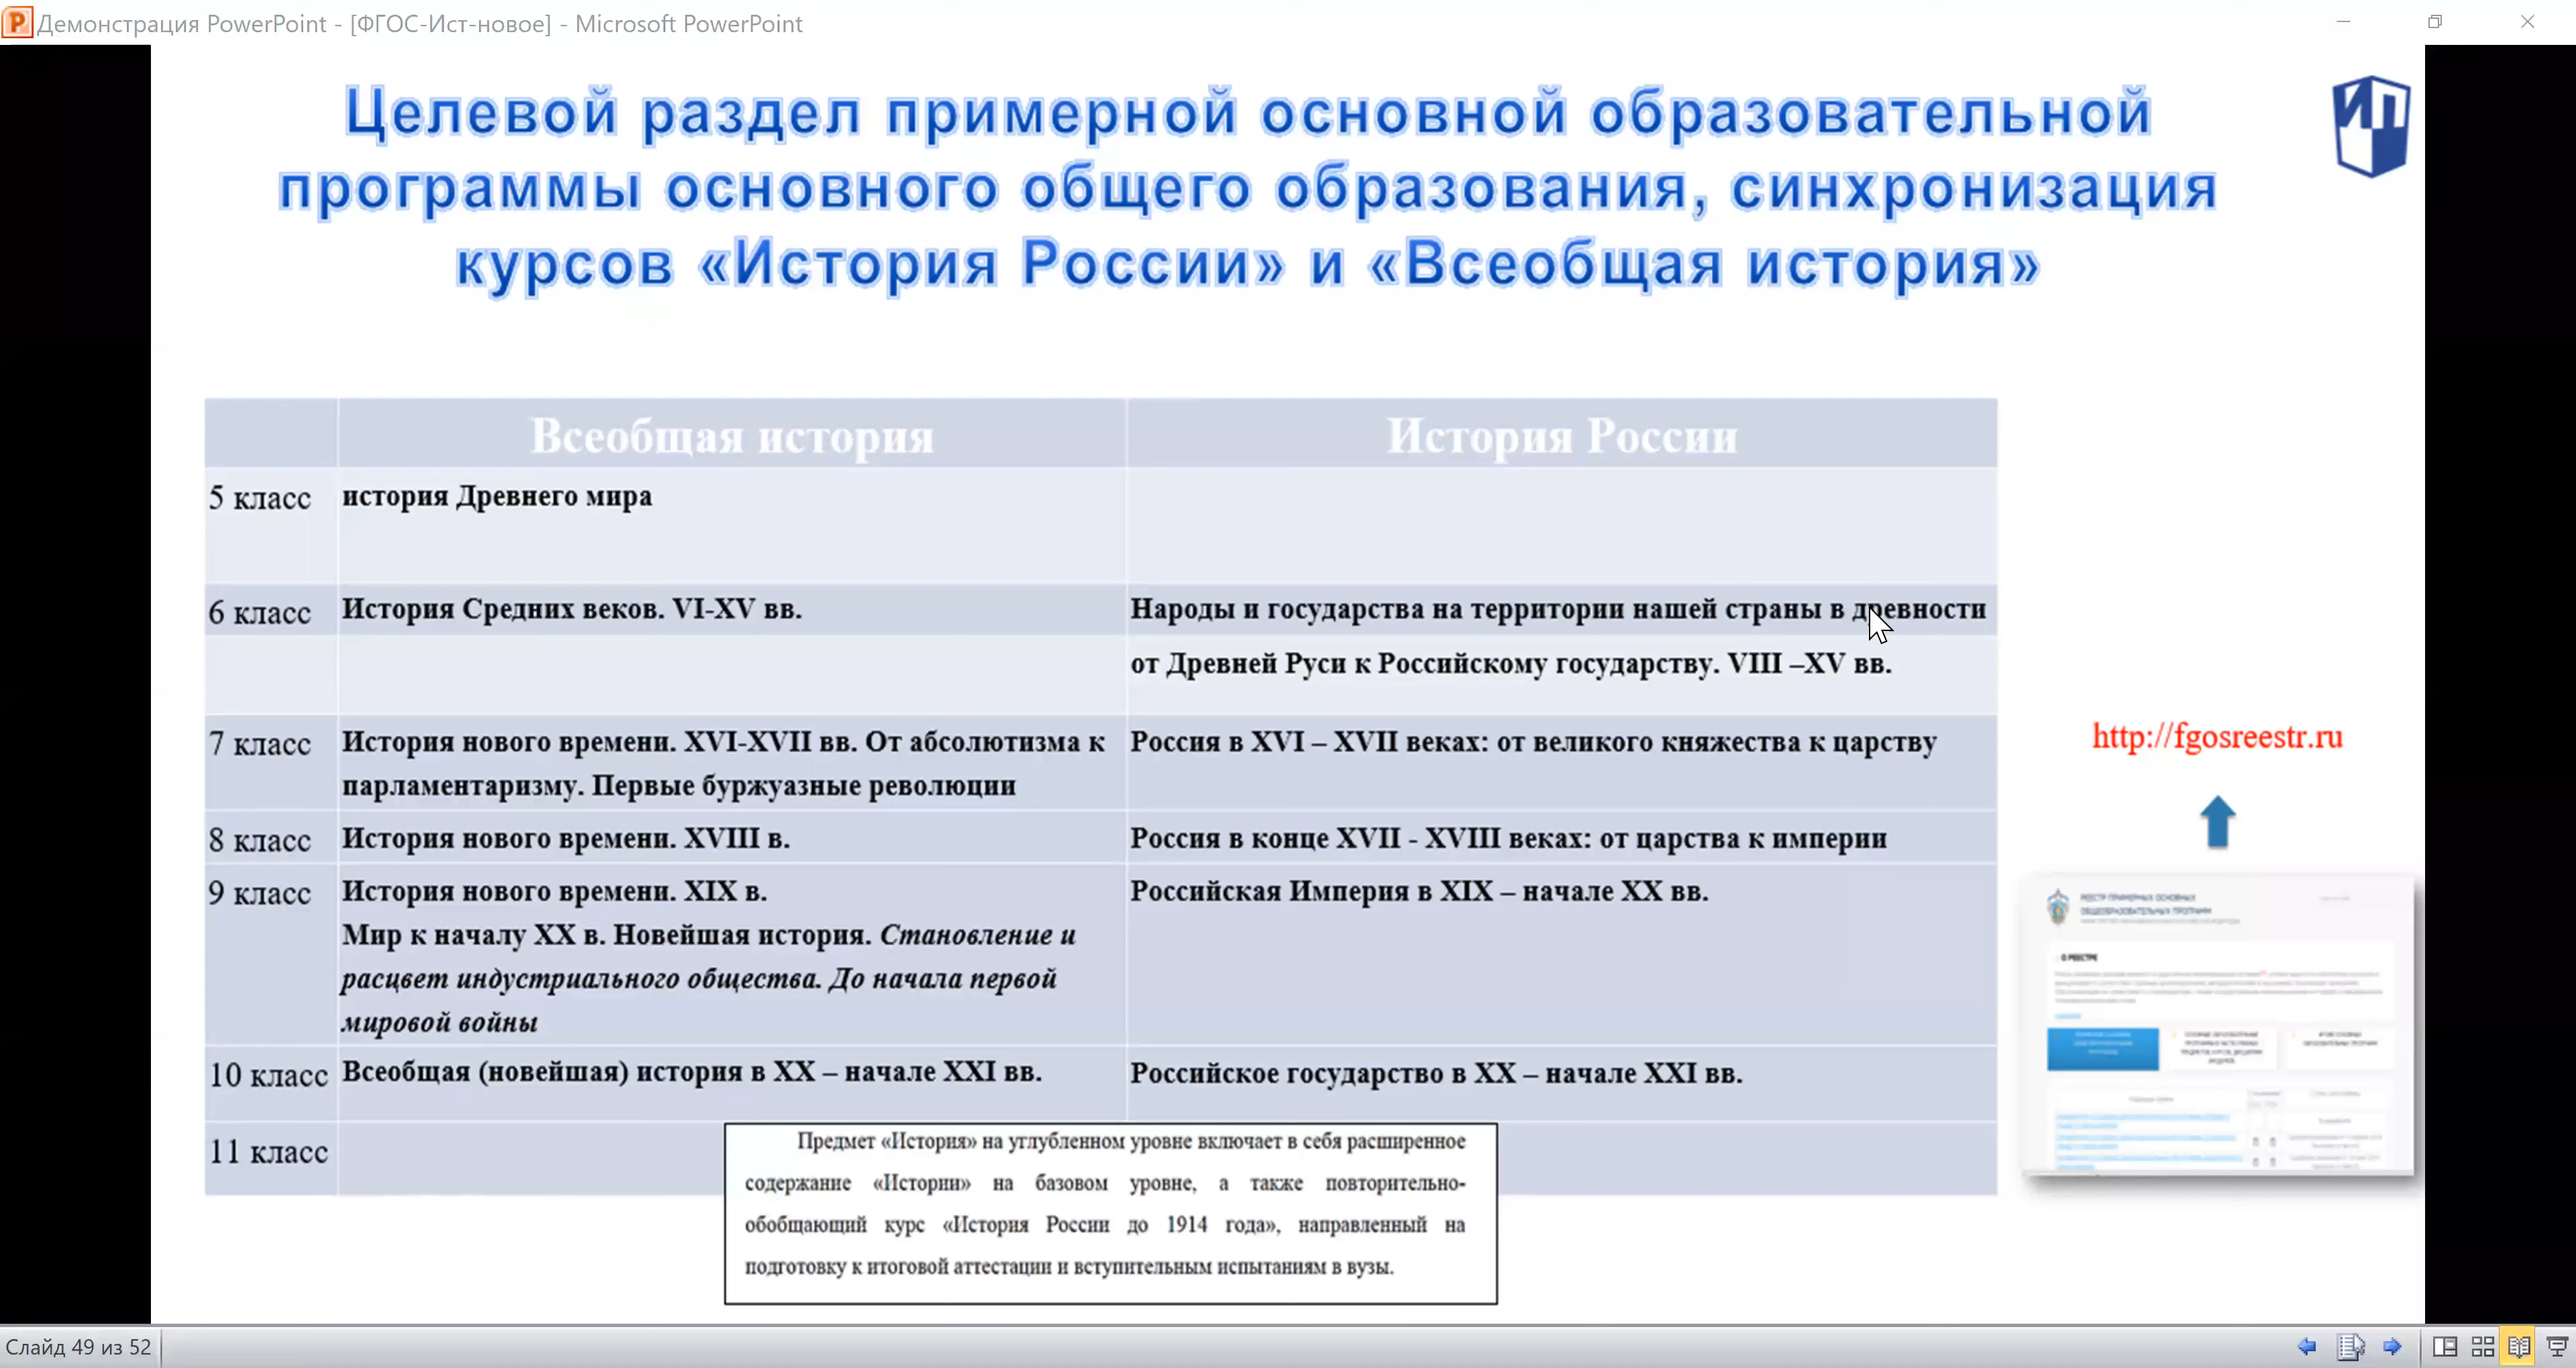 Демонстрация PowerPoint - [ФГОС-Ист-новое] - Microsoft PowerPoint
Целевой раздел примерной основной образовательной
программы основного общего образования, синхронизация
курсов «История России» и «Всеобщая история»
ИП
Всеобщая история
История России
5 класс
история Древнего мира
6 класс
История Средних веков. VI-XV вв.
Народы и государства на территории нашей страны в древности
от Древней Руси к Российскому государству. VIII –XV вв.
7 класс
История нового времени. XVI-XVII вв. От абсолютизма к
парламентаризму. Первые буржуазные революции
Россия в XVI – XVII веках: от великого княжества к царству
8 класс
История нового времени. XVIII в.
Россия в конце XVII - XVIII веках: от царства к империи
9 класс
История нового времени. XIX в.
Мир к началу XX в. Новейшая история. Становление и
расцвет индустриального общества. До начала первой
мировой войны
Российская Империя в XIX – начале XX вв.
10 класс
Всеобщая (новейшая) история в XX – начале XXI вв.
Российское государство в XX – начале XXI вв.
11 класс
Предмет «История» на углубленном уровне включает в себя расширенное
содержание «Истории» на базовом уровне, а также повторительно-
обобщающий курс «История России до 1914 года», направленный на
подготовку к итоговой аттестации и вступительным испытаниям в вузы.
http://fgosreestr.ru
РЕЕСТР ПРИМЕРНЫХ ОСНОВНЫХ
ОБЩЕОБРАЗОВАТЕЛЬНЫХ ПРОГРАММ
О РЕЕСТРЕ
Слайд 49 из 52